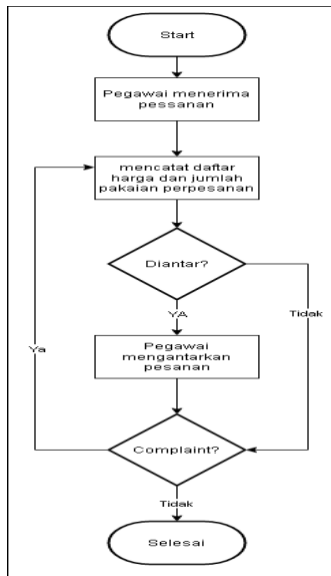 Start
Pegawai menerima
pessanan
mencatat daftar
harga dan jumlah
pakaian perpesanan
Diantar?
YA
Tidak
Pegawai
mengantarkan
pesanan
Ya
Complaint?
Tidak
Selesai